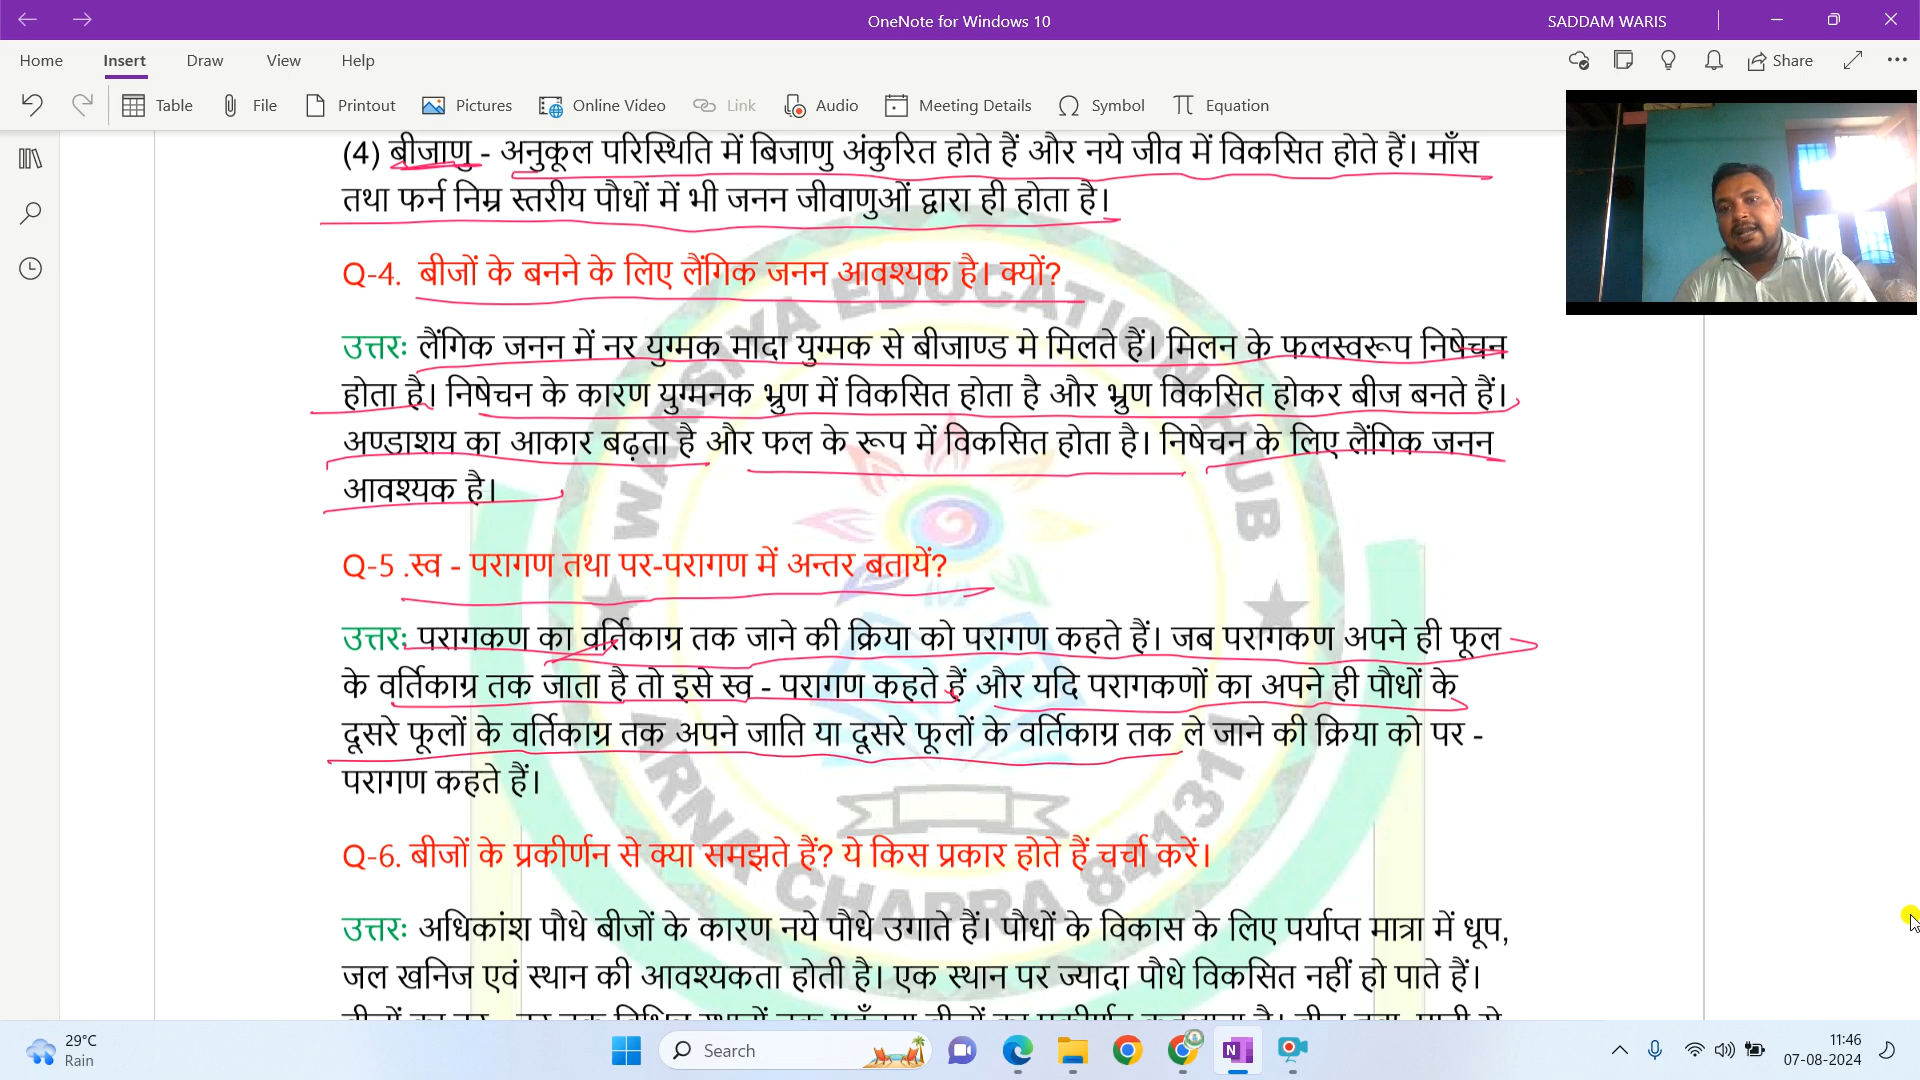 OneNote for Windows 10
SADDAM WARIS
Home Insert Draw View Help
Share
Table File Printout Pictures Online Video Link Audio Meeting Details Symbol Equation
(4) बीजाणु - अनुकूल परिस्थिति में बिजाणु अंकुरित होते हैं और नये जीव में विकसित होते हैं। माँस
तथा फर्न निम्न स्तरीय पौधों में भी जनन जीवाणुओं द्वारा ही होता है।
Q-4. बीजों के बनने के लिए लैंगिक जनन आवश्यक है। क्यों?
उत्तरः लैंगिक जनन में नर युग्मक मादा युग्मक से बीजाण्ड मे मिलते हैं। मिलन के फलस्वरूप निषेचन
होता है। निषेचन के कारण युग्मनक भ्रुण में विकसित होता है और भ्रुण विकसित होकर बीज बनते हैं।
अण्डाशय का आकार बढ़ता है और फल के रूप में विकसित होता है। निषेचन के लिए लैंगिक जनन
आवश्यक है।
Q-5 .स्व - परागण तथा पर-परागण में अन्तर बतायें?
उत्तरः परागकण का वर्तिकाग्र तक जाने की क्रिया को परागण कहते हैं। जब परागकण अपने ही फूल
के वर्तिकाग्र तक जाता है तो इसे स्व - परागण कहते हैं और यदि परागकणों का अपने ही पौधों के
दूसरे फूलों के वर्तिकाग्र तक अपने जाति या दूसरे फूलों के वर्तिकाग्र तक ले जाने की क्रिया को पर -
परागण कहते हैं।
Q-6. बीजों के प्रकीर्णन से क्या समझते हैं? ये किस प्रकार होते हैं चर्चा करें।
उत्तरः अधिकांश पौधे बीजों के कारण नये पौधे उगाते हैं। पौधों के विकास के लिए पर्याप्त मात्रा में धूप,
जल खनिज एवं स्थान की आवश्यकता होती है। एक स्थान पर ज्यादा पौधे विकसित नहीं हो पाते हैं।
WARSIYA EDUCATION HUB
ARNA CHAPRA 841311
29°C
Rain
Search
11:46
07-08-2024